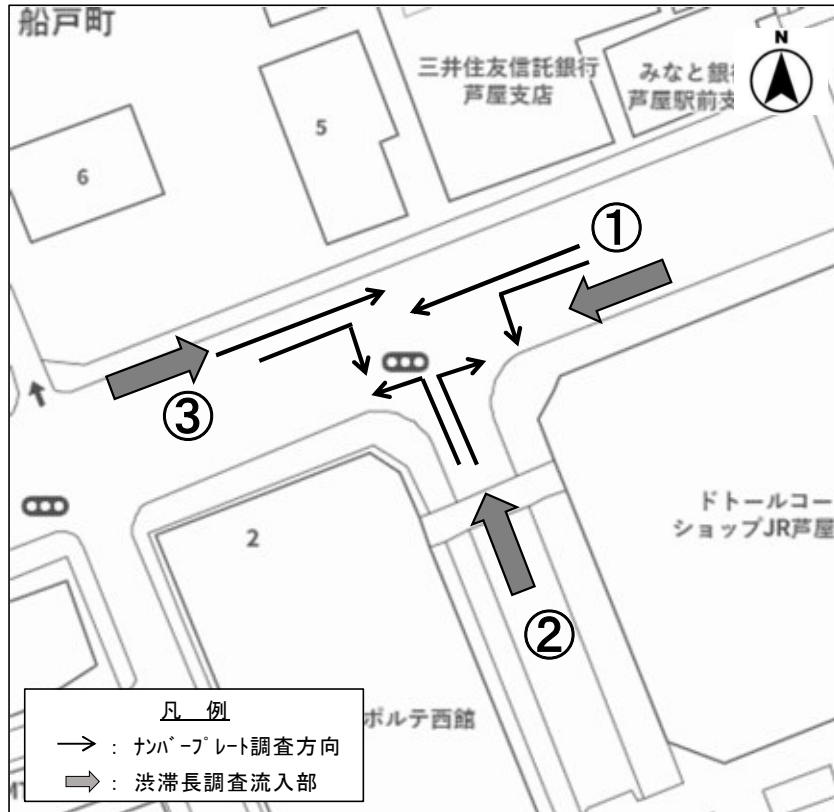 船戸町
三井住友信託銀行
芦屋支店
みなと銀
芦屋駅前支
N
5
6
①
③
2
ドトールコー
ショップJR芦屋
②
ポルテ西館
凡 例
→ : ナンバープレート調査方向
⇒ : 渋滞長調査流入部